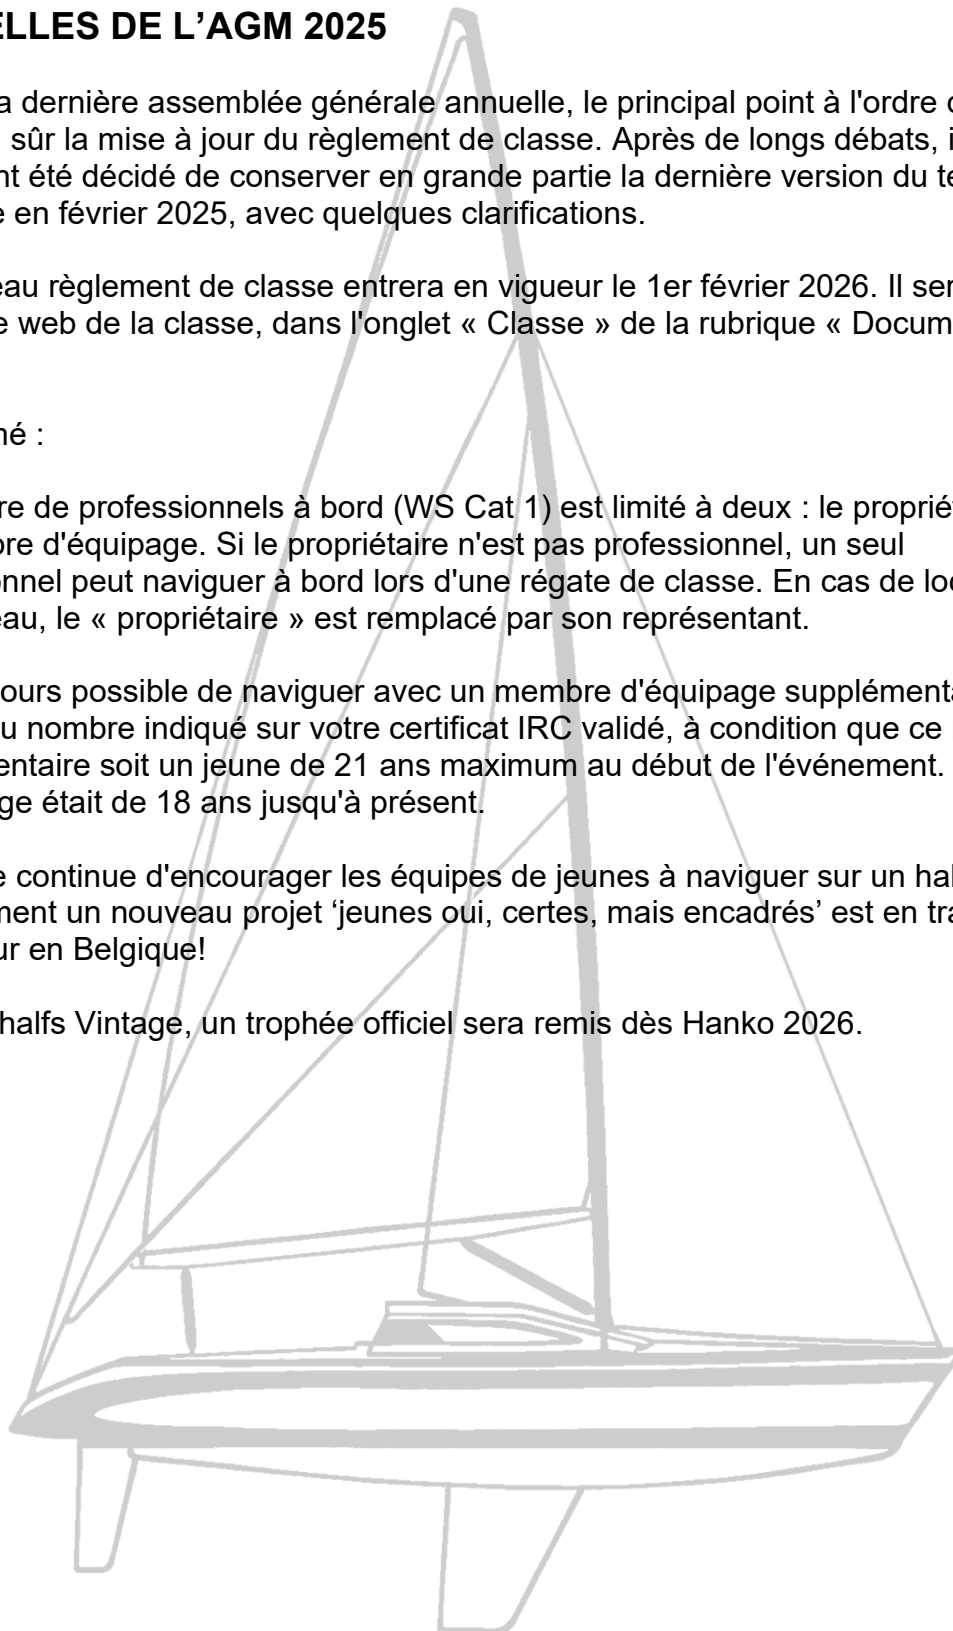 ELLES DE L’AGM 2025
a dernière assemblée générale annuelle, le principal point à l'ordre
sûr la mise à jour du règlement de classe. Après de longs débats, i
nt été décidé de conserver en grande partie la dernière version du te
e en février 2025, avec quelques clarifications.
eau règlement de classe entrera en vigueur le 1er février 2026. Il ser
e web de la classe, dans l'onglet « Classe » de la rubrique « Docum
né :
re de professionnels à bord (WS Cat 1) est limité à deux : le proprié
bre d'équipage. Si le propriétaire n'est pas professionnel, un seul
onnel peut naviguer à bord lors d'une régate de classe. En cas de loc
eau, le « propriétaire » est remplacé par son représentant.
jours possible de naviguer avec un membre d'équipage supplémenta
u nombre indiqué sur votre certificat IRC validé, à condition que ce
entaire soit un jeune de 21 ans maximum au début de l'événement.
ge était de 18 ans jusqu'à présent.
e continue d'encourager les équipes de jeunes à naviguer sur un hal
ment un nouveau projet ‘jeunes oui, certes, mais encadrés’ est en tra
ur en Belgique!
halfs Vintage, un trophée officiel sera remis dès Hanko 2026.